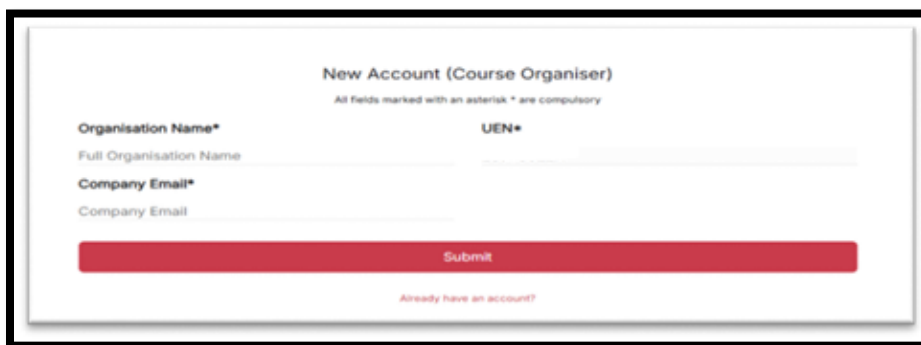 New Account (Course Organiser)
All fields marked with an asterisk * are compulsory
Organisation Name*
UEN*
Full Organisation Name
Company Email*
Company Email
Submit
Already have an account?